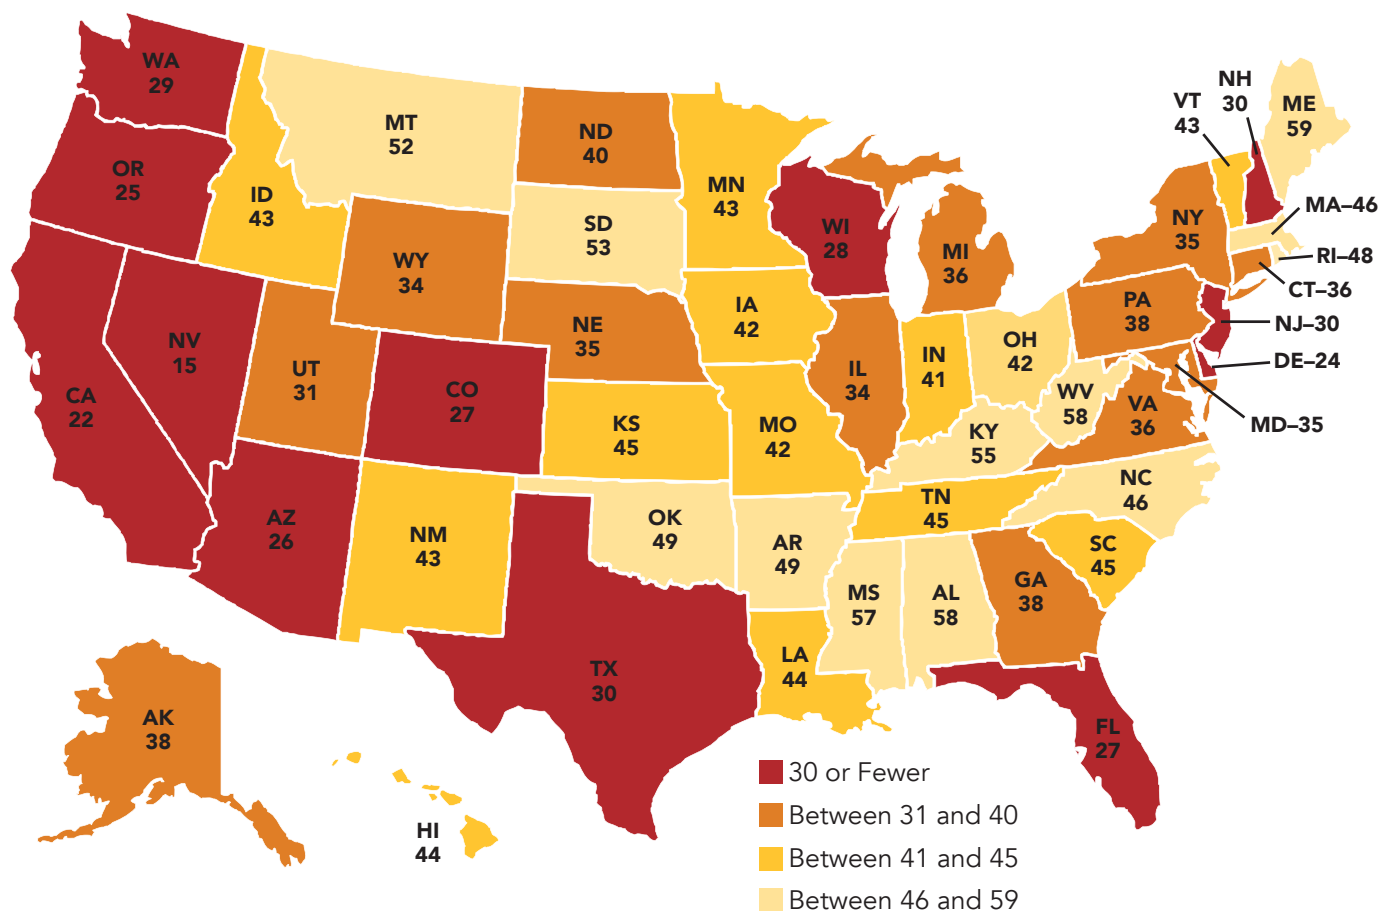 WA
29
OR
25
CA
22
NV
15
ID
43
MT
52
WY
34
UT
31
AZ
26
CO
27
NM
43
ND
40
SD
53
NE
35
KS
45
OK
49
TX
30
MN
43
IA
42
MO
42
AR
49
LA
44
WI
28
IL
34
MI
36
IN
41
OH
42
KY
55
TN
45
MS
57
AL
58
GA
38
FL
27
SC
45
NC
46
VA
36
WV
58
PA
38
NY
35
VT
43
NH
30
ME
59
MA–46
RI–48
CT–36
NJ–30
DE–24
MD–35
AK
38
HI
44
30 or Fewer
Between 31 and 40
Between 41 and 45
Between 46 and 59